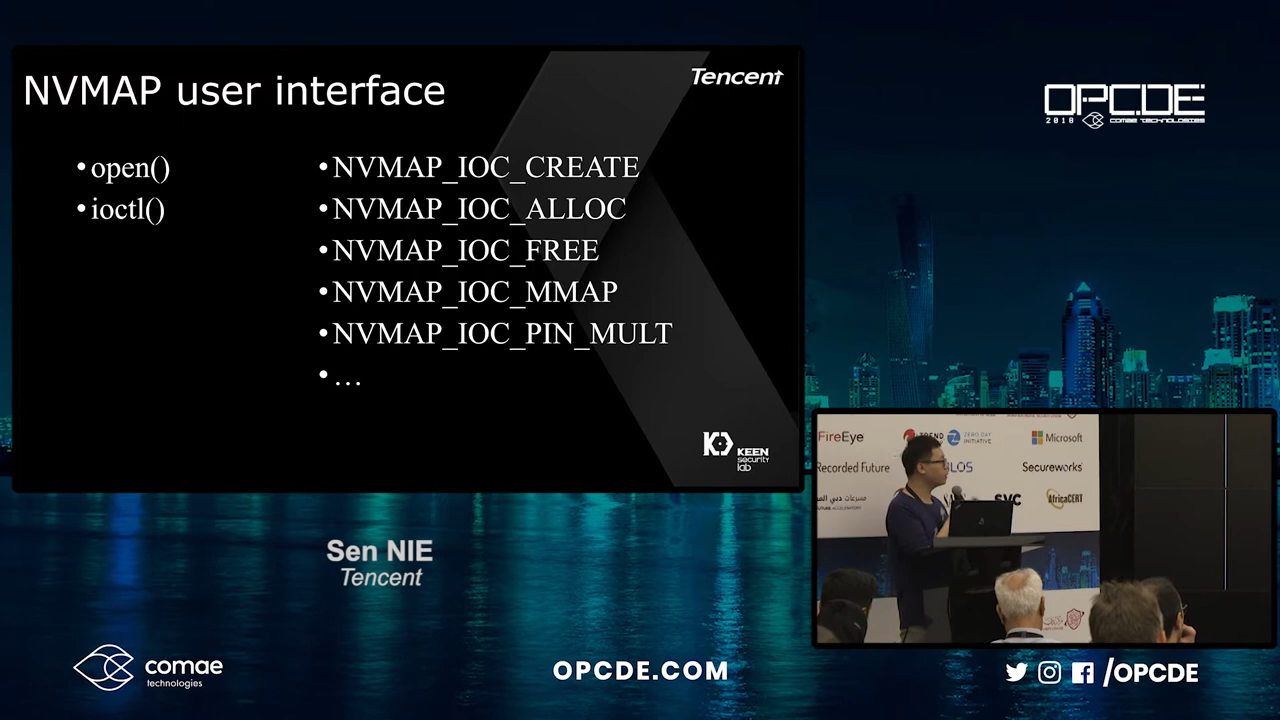 NVMAP user interface
Tencent
• open()
• ioctl()
• NVMAP_IOC_CREATE
• NVMAP_IOC_ALLOC
• NVMAP_IOC_FREE
• NVMAP_IOC_MMAP
• NVMAP_IOC_PIN_MULT
• ...
KEEN
security
lab
OPCDE
2018 COMAE TECHNOLOGIES
FireEye
TREND
ZERO DAY
INITIATIVE
Microsoft
Recorded Future
Secureworks
SVC
AfricaCERT
Sen NIE
Tencent
comae
technologies
OPCDE.COM
/OPCDE